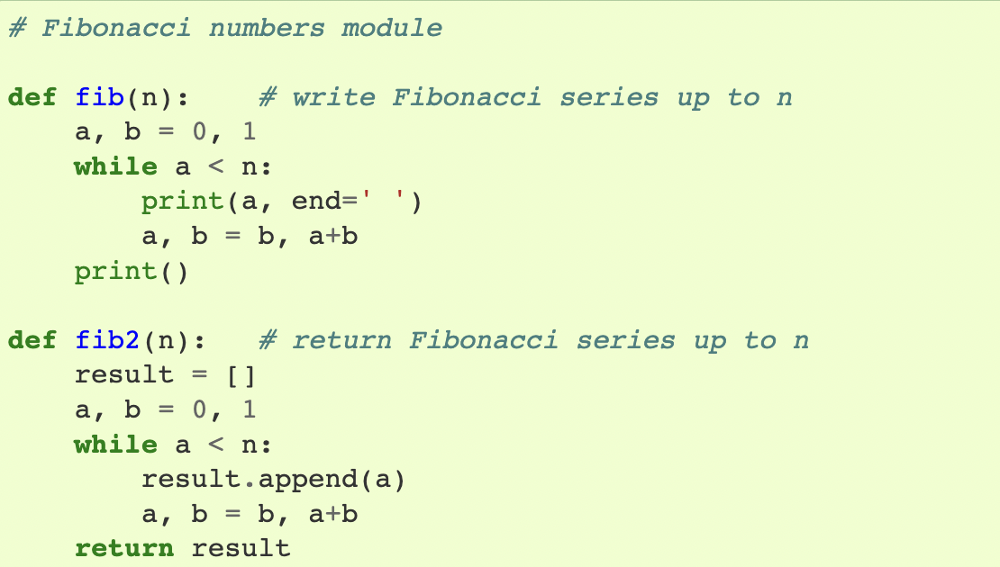 # Fibonacci numbers module

def fib(n):    # write Fibonacci series up to n
    a, b = 0, 1
    while a < n:
        print(a, end=' ')
        a, b = b, a+b
    print()

def fib2(n):   # return Fibonacci series up to n
    result = []
    a, b = 0, 1
    while a < n:
        result.append(a)
        a, b = b, a+b
    return result